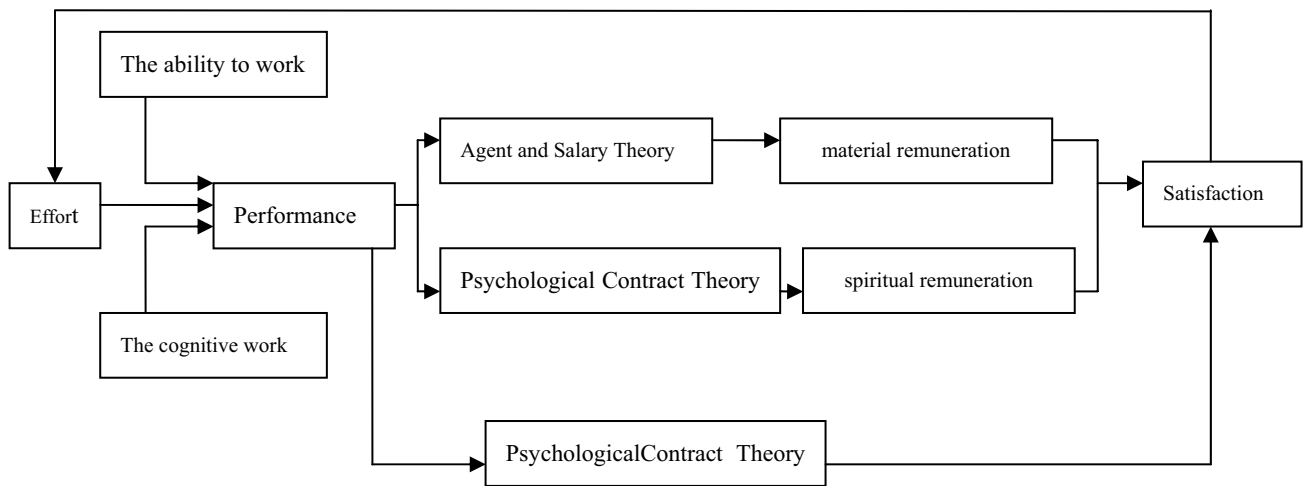 The ability to work
Agent and Salary Theory
material remuneration
Effort
Performance
Satisfaction
Psychological Contract Theory
spiritual remuneration
The cognitive work
PsychologicalContract Theory